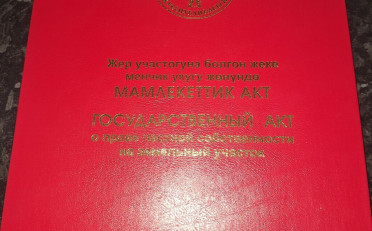 Жер участогуна болгон жеке
менчик укугу жөнүндө
МАМЛЕКЕТТИК АКТ
ГОСУДАРСТВЕННЫЙ АКТ
о праве частной собственности
на земельный участок